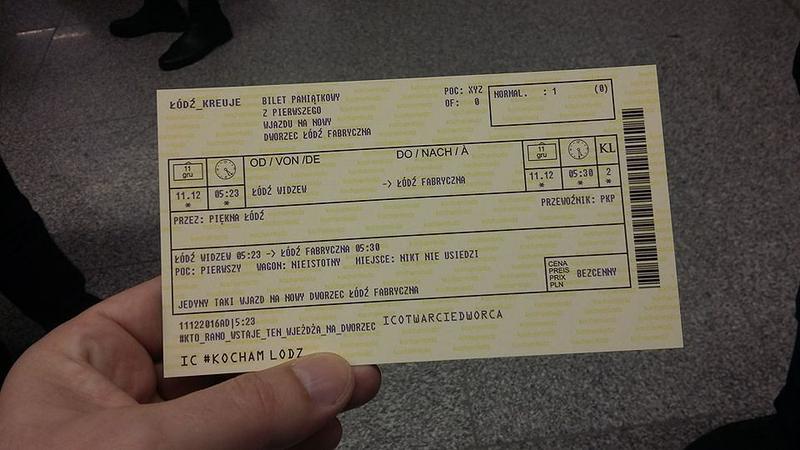 ŁÓDŹ_KREUJE
BILET PAMIĄTKOWY
Z PIERWSZEGO
WJAZDU NA NOWY
DWORZEC ŁÓDŹ FABRYCZNA
POC: XYZ
OF: 0
NORMAL. : 1 (0)
11
gru
OD / VON /DE
DO / NACH / À
11
gru
KL
11.12
*
05:23
*
ŁÓDŹ WIDZEW -> ŁÓDŹ FABRYCZNA
11.12
*
05:30
*
2
*
PRZEZ: PIĘKNA ŁÓDŹ
PRZEWOŹNIK: PKP
ŁÓDŹ WIDZEW 05:23 -> ŁÓDŹ FABRYCZNA 05:30
POC: PIERWSZY WAGON: NIEISTOTNY MIEJSCE: NIKT NIE USIEDZI
CENA
PREIS
PRIX
PLN
BEZCENNY
JEDYNY TAKI WJAZD NA NOWY DWORZEC ŁÓDŹ FABRYCZNA
11122016AD|5:23
#KTO_RANO_WSTAJE_TEN_WJEŻDŻA_NA_DWORZEC
ICOTWARCIEDWORCA
IC #KOCHAM LODZ